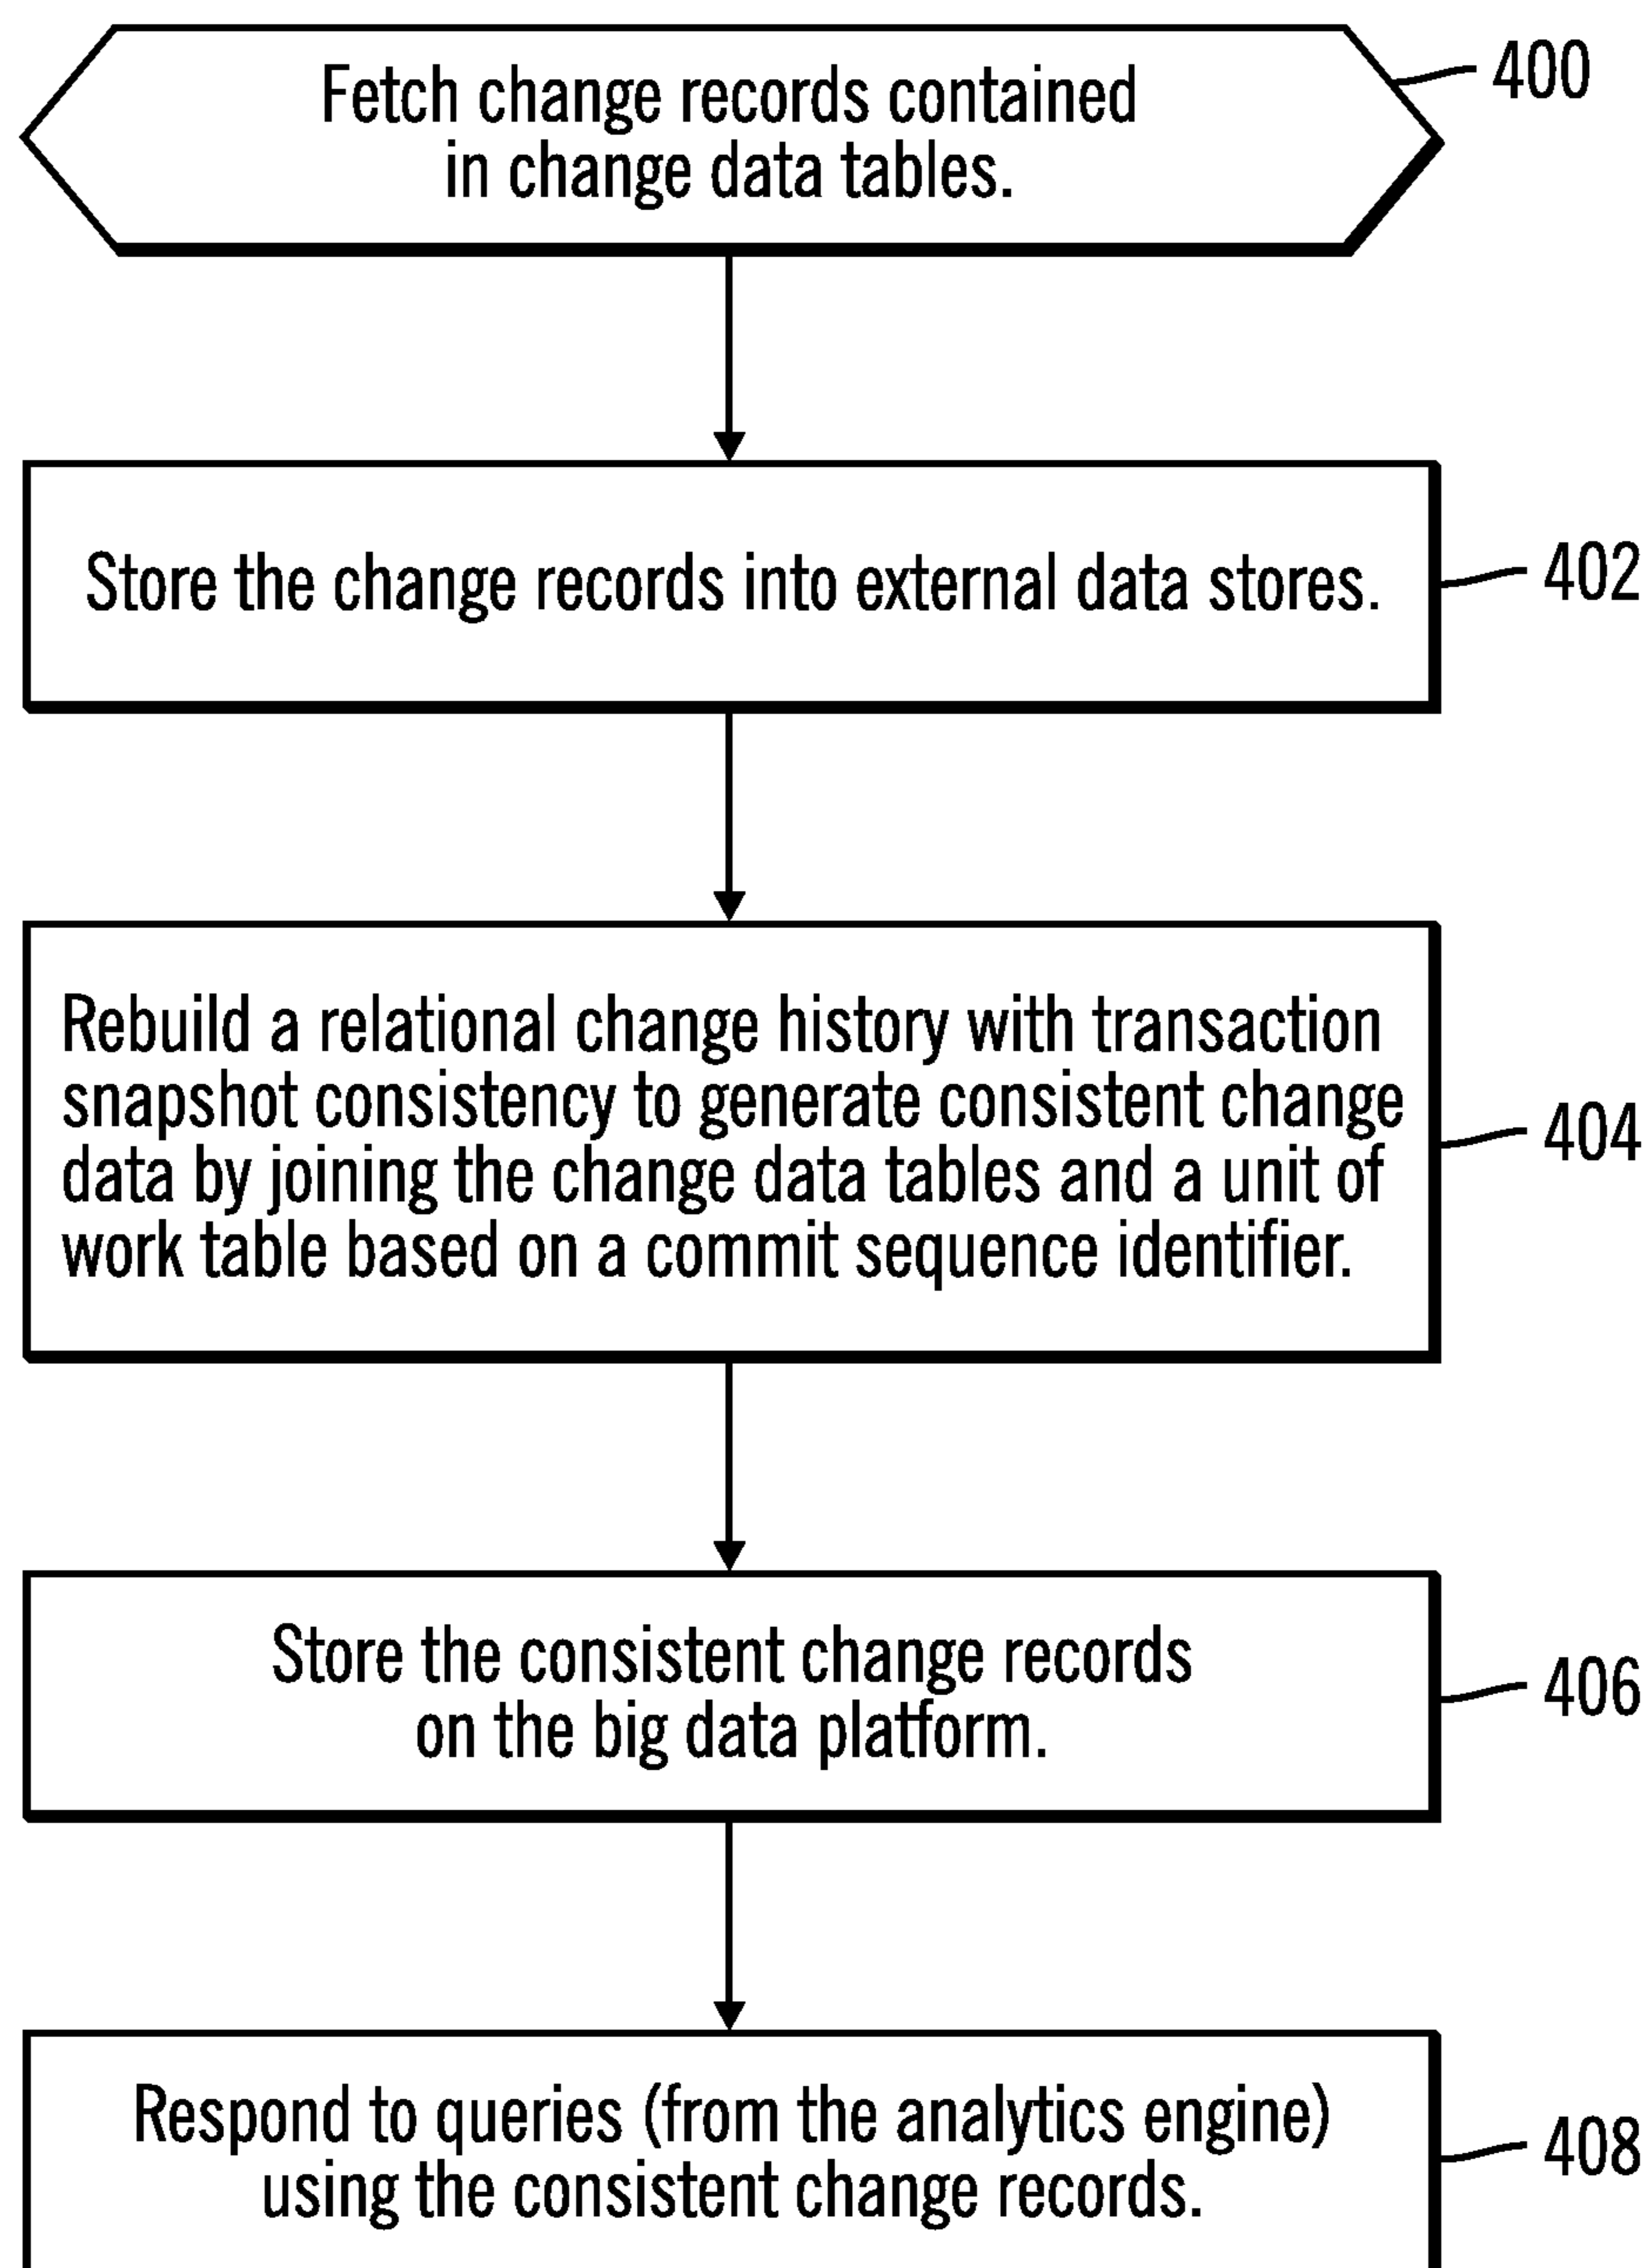 Fetch change records contained
in change data tables.
400
Store the change records into external data stores.
402
Rebuild a relational change history with transaction
snapshot consistency to generate consistent change
data by joining the change data tables and a unit of
work table based on a commit sequence identifier.
404
Store the consistent change records
on the big data platform.
406
Respond to queries (from the analytics engine)
using the consistent change records.
408